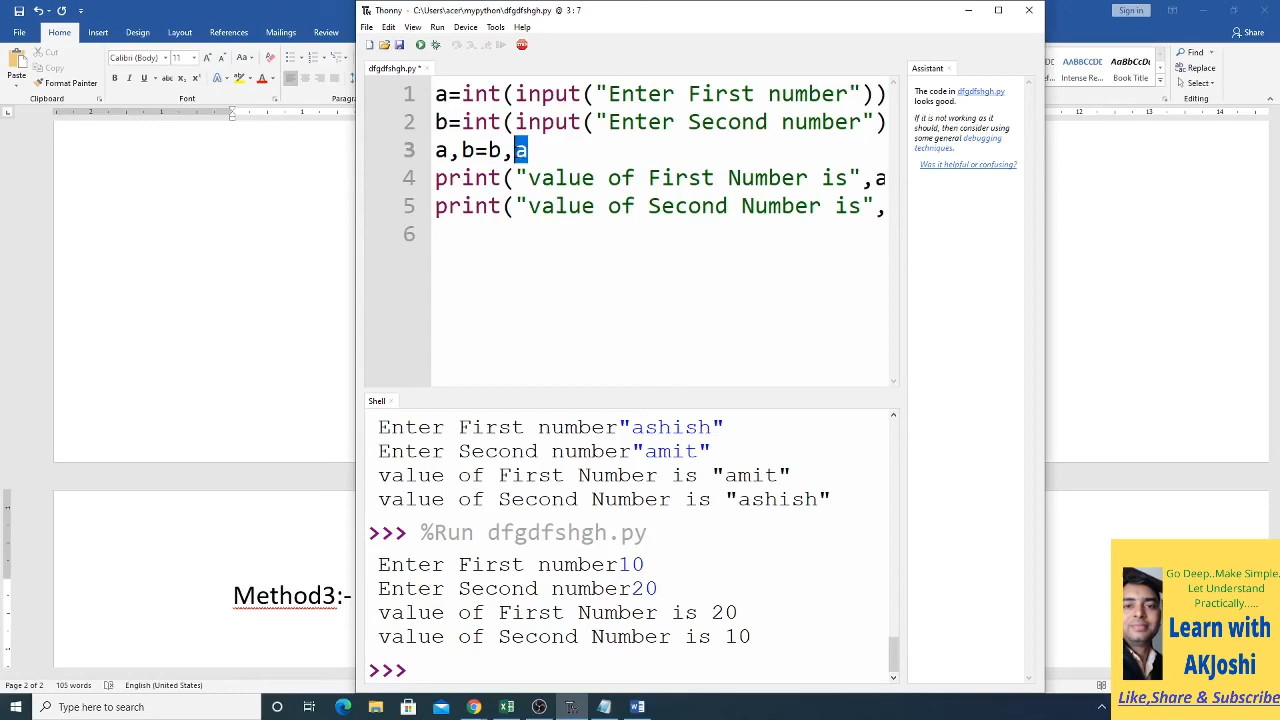 Thonny - C:\Users\acer\mypython\dfgdfshgh.py @ 3:7
Sign in
File Home Insert Design Layout References Mailings
Share
File Edit View Run Device Tools Help
Paste
Cut
Copy
Format Painter
Clipboard
Calibri (Body) 11
Font
AaBbCcDc AaBbCcDc
Intense Re... Book Title
Find
Replace
Select
Editing
dfgdfshgh.py *
1 a=int(input("Enter First number"))
2 b=int(input("Enter Second number")
3 a,b=b,a
4 print("value of First Number is",a
5 print("value of Second Number is",
6
Assistant
The code in dfgdfshgh.py
looks good.
If it is not working as it
should, then consider using
some general debugging
techniques.
Was it helpful or confusing?
Shell
Enter First number"ashish"
Enter Second number"amit"
value of First Number is "amit"
value of Second Number is "ashish"
>>> %Run dfgdfshgh.py
Enter First number10
Enter Second number20
value of First Number is 20
value of Second Number is 10
>>>
Method3:-
Go Deep..Make Simple.
Let Understand
Practically.....
Learn with
AKJoshi
Like,Share & Subscribe
Page 2 of 2 105 words English (United States)
Type here to search